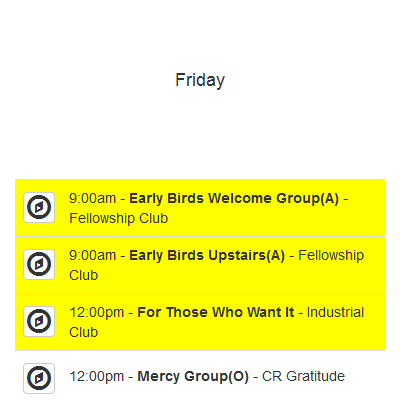 Friday
9:00am - Early Birds Welcome Group(A) -
Fellowship Club
9:00am - Early Birds Upstairs(A) - Fellowship
Club
12:00pm - For Those Who Want It - Industrial
Club
12:00pm - Mercy Group(O) - CR Gratitude